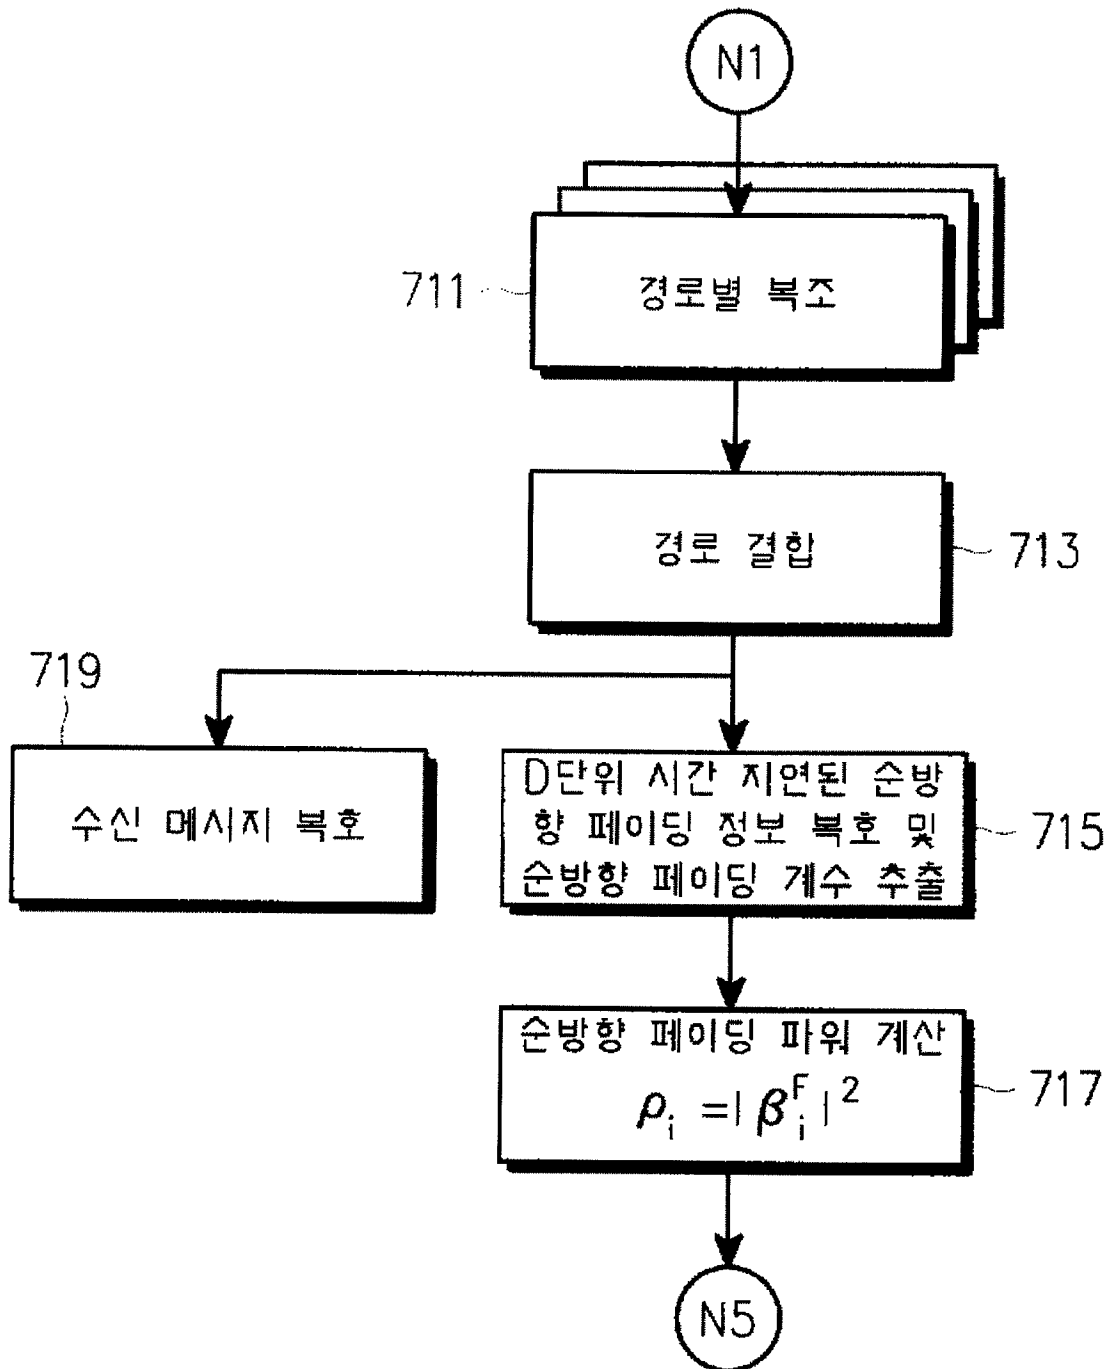 N1
711
경로별 복조
경로 결합
713
719
수신 메시지 복호
D단위 시간 지연된 순방
향 페이딩 정보 복호 및
순방향 페이딩 계수 추출
715
순방향 페이딩 파워 계산
ρ_i = | β_i^F | ^2
717
N5